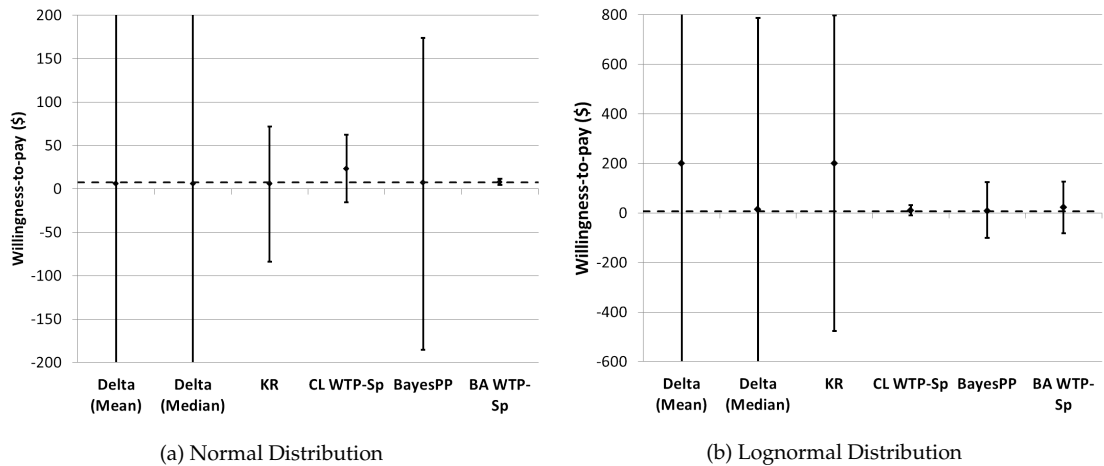 Willingness-to-pay ($)
200
150
100
50
0
-50
-100
-150
-200
Delta
(Mean)
Delta
(Median)
KR
CL WTP-Sp
BayesPP
BA WTP-
Sp
(a) Normal Distribution
Willingness-to-pay ($)
800
600
400
200
0
-200
-400
-600
Delta
(Mean)
Delta
(Median)
KR
CL WTP-Sp
BayesPP
BA WTP-
Sp
(b) Lognormal Distribution